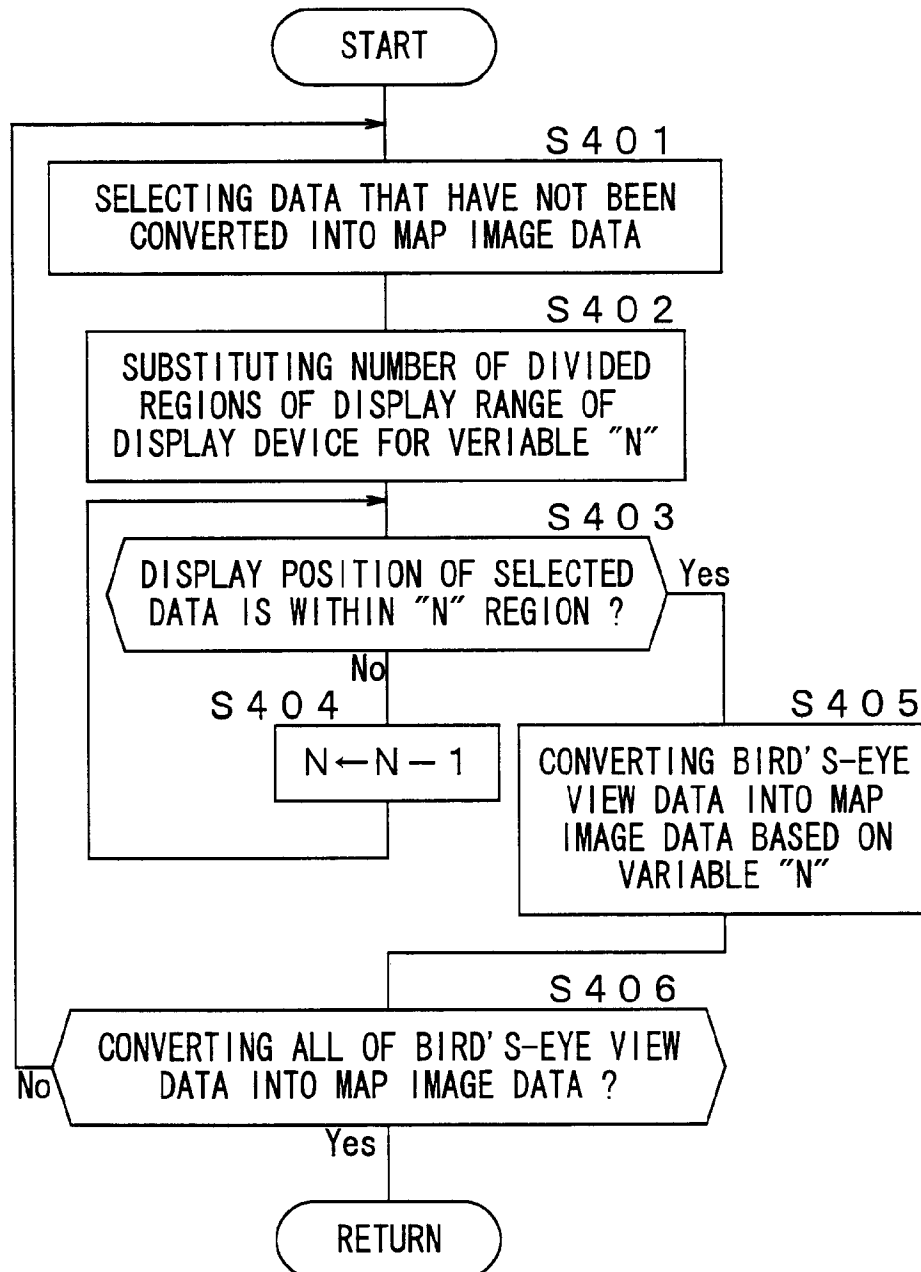 START
S401
SELECTING DATA THAT HAVE NOT BEEN
CONVERTED INTO MAP IMAGE DATA
S402
SUBSTITUTING NUMBER OF DIVIDED
REGIONS OF DISPLAY RANGE OF
DISPLAY DEVICE FOR VERIABLE "N"
S403
DISPLAY POSITION OF SELECTED
DATA IS WITHIN "N" REGION ?
Yes
No
S404
N←N-1
S405
CONVERTING BIRD'S-EYE
VIEW DATA INTO MAP
IMAGE DATA BASED ON
VARIABLE "N"
S406
CONVERTING ALL OF BIRD'S-EYE VIEW
DATA INTO MAP IMAGE DATA ?
No
Yes
RETURN